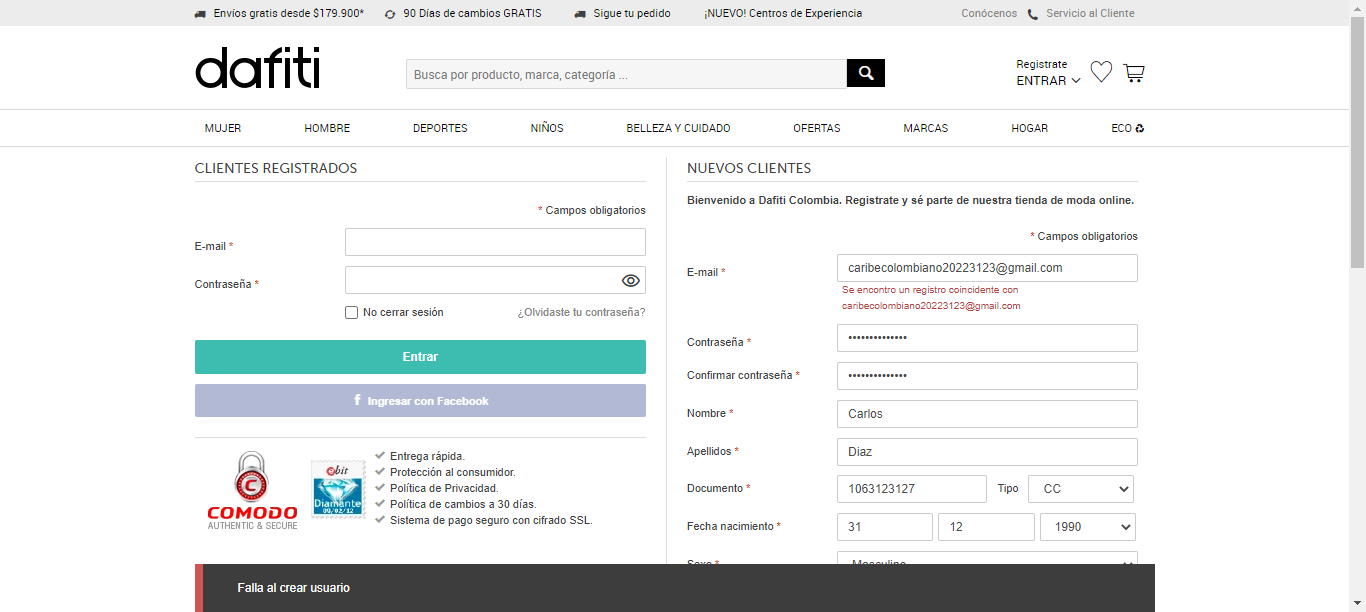 Envíos gratis desde $179.900* 90 Días de cambios GRATIS Sigue tu pedido ¡NUEVO! Centros de Experiencia Conócenos Servicio al Cliente
dafiti
Busca por producto, marca, categoría ...
Registrate
ENTRAR
MUJER HOMBRE DEPORTES NIÑOS BELLEZA Y CUIDADO OFERTAS MARCAS HOGAR ECO
CLIENTES REGISTRADOS
* Campos obligatorios
E-mail *
Contraseña *
No cerrar sesión ¿Olvidaste tu contraseña?
Entrar
f Ingresar con Facebook
C
COMODO
AUTHENTIC & SECURE
ebit
Diamante
09/02/12
Entrega rápida.
Protección al consumidor.
Política de Privacidad.
Política de cambios a 30 días.
Sistema de pago seguro con cifrado SSL.
NUEVOS CLIENTES
Bienvenido a Dafiti Colombia. Registrate y sé parte de nuestra tienda de moda online.
* Campos obligatorios
E-mail * caribecolombiano20223123@gmail.com
Se encontro un registro coincidente con
caribecolombiano20223123@gmail.com
Contraseña * ••••••••••••••
Confirmar contraseña * ••••••••••••••
Nombre * Carlos
Apellidos * Diaz
Documento * 1063123127 Tipo CC
Fecha nacimiento * 31 12 1990
Sexo * Masculino
Falla al crear usuario